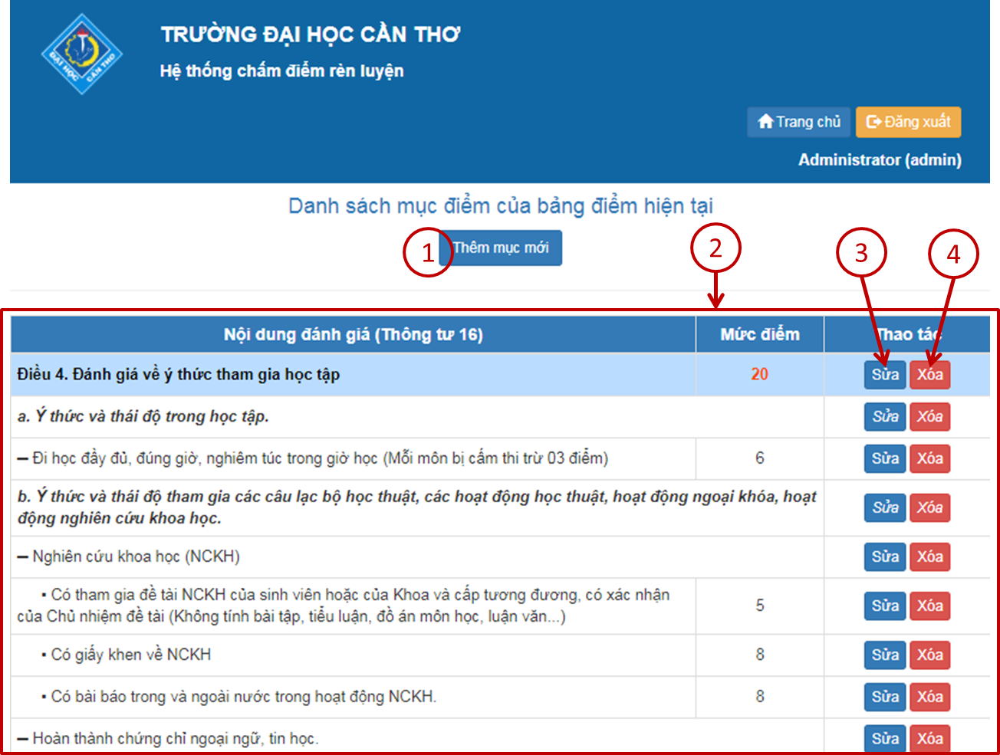 ĐẠI HỌC CẦN THƠ
TRƯỜNG ĐẠI HỌC CẦN THƠ
Hệ thống chấm điểm rèn luyện
Trang chủ Đăng xuất
Administrator (admin)
Danh sách mục điểm của bảng điểm hiện tại
1 Thêm mục mới 2 3 4
Nội dung đánh giá (Thông tư 16) Mức điểm Thao tác
Điều 4. Đánh giá về ý thức tham gia học tập 20 Sửa Xóa
a. Ý thức và thái độ trong học tập. Sửa Xóa
– Đi học đầy đủ, đúng giờ, nghiêm túc trong giờ học (Mỗi môn bị cấm thi trừ 03 điểm) 6 Sửa Xóa
b. Ý thức và thái độ tham gia các câu lạc bộ học thuật, các hoạt động học thuật, hoạt động ngoại khóa, hoạt
động nghiên cứu khoa học. Sửa Xóa
– Nghiên cứu khoa học (NCKH) Sửa Xóa
▪ Có tham gia đề tài NCKH của sinh viên hoặc của Khoa và cấp tương đương, có xác nhận
của Chủ nhiệm đề tài (Không tính bài tập, tiểu luận, đồ án môn học, luận văn...) 5 Sửa Xóa
▪ Có giấy khen về NCKH 8 Sửa Xóa
▪ Có bài báo trong và ngoài nước trong hoạt động NCKH. 8 Sửa Xóa
– Hoàn thành chứng chỉ ngoại ngữ, tin học. Sửa Xóa